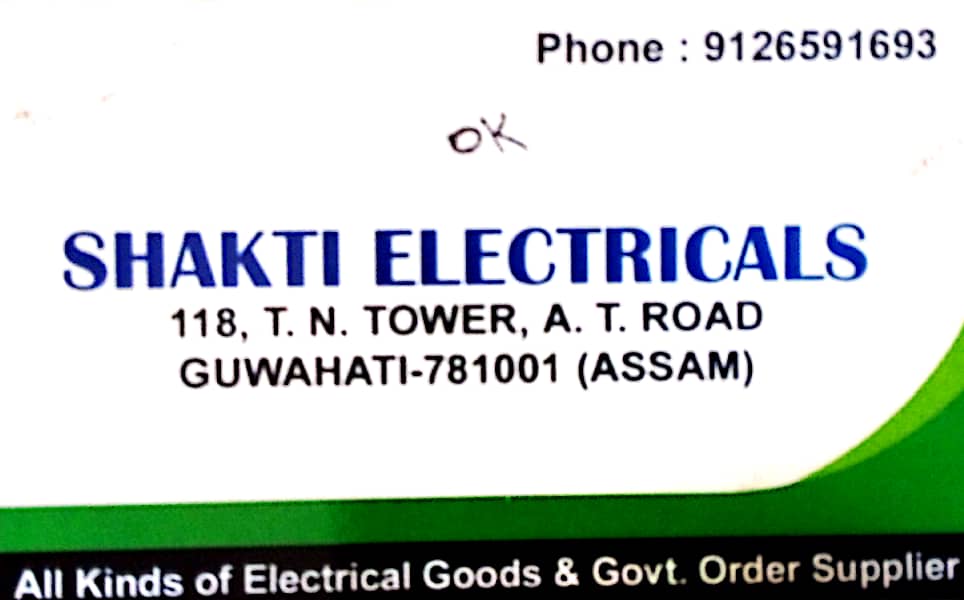 Phone : 9126591693
OK
SHAKTI ELECTRICALS
118, T. N. TOWER, A. T. ROAD
GUWAHATI-781001 (ASSAM)
All Kinds of Electrical Goods & Govt. Order Supplier